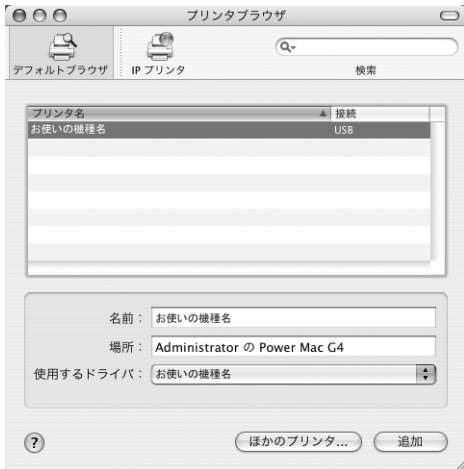 プリンタブラウザ
デフォルトブラウザ IP プリンタ 検索
プリンタ名 接続
お使いの機種名 USB
名前： お使いの機種名
場所： Administrator の Power Mac G4
使用するドライバ： お使いの機種名
? ほかのプリンタ... 追加